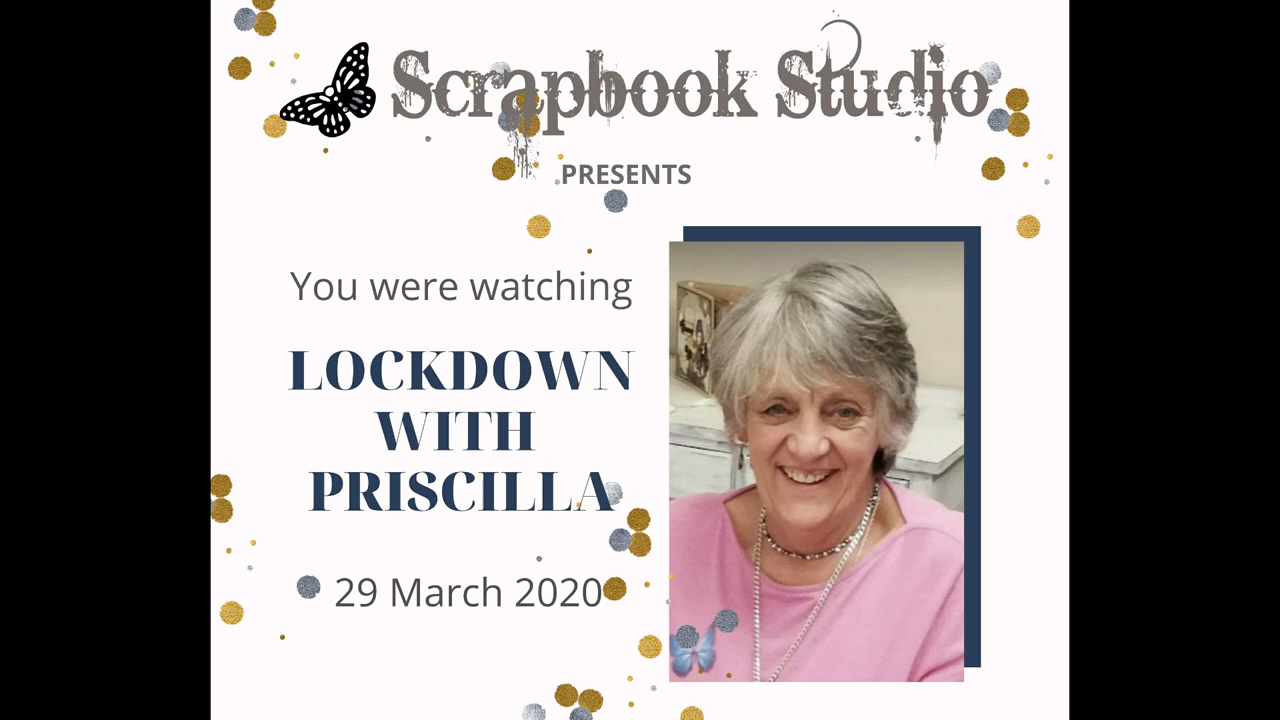 Scrapbook Studio
PRESENTS
You were watching
LOCKDOWN
WITH
PRISCILLA
29 March 2020